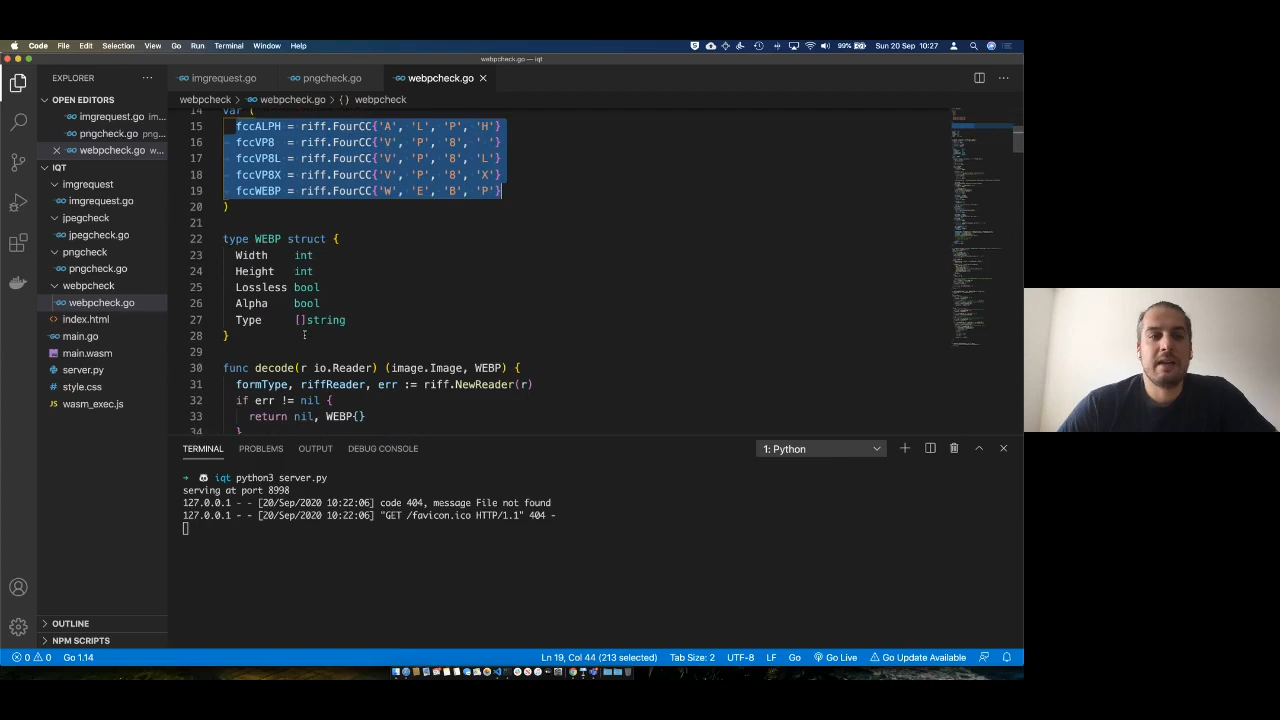 Code File Edit Selection View Go Run Terminal Window Help 99% Sun 20 Sep 10:27
webpcheck.go — iqt
EXPLORER ··· imgrequest.go pngcheck.go webpcheck.go
OPEN EDITORS
imgrequest.go
pngcheck.go png...
webpcheck.go w...
IQT
imgrequest
imgrequest.go
jpegcheck
jpegcheck.go
pngcheck
pngcheck.go
webpcheck
webpcheck.go
index.html
main.go
main.wasm
server.py
style.css
wasm_exec.js
OUTLINE
NPM SCRIPTS
webpcheck > webpcheck.go > {} webpcheck
14 var (
15 fccALPH = riff.FourCC{'A', 'L', 'P', 'H'}
16 fccVP8  = riff.FourCC{'V', 'P', '8', ' '}
17 fccVP8L = riff.FourCC{'V', 'P', '8', 'L'}
18 fccVP8X = riff.FourCC{'V', 'P', '8', 'X'}
19 fccWEBP = riff.FourCC{'W', 'E', 'B', 'P'}
20 )
21
22 type WEBP struct {
23 Width    int
24 Height   int
25 Lossless bool
26 Alpha    bool
27 Type     []string
28 }
29
30 func decode(r io.Reader) (image.Image, WEBP) {
31 formType, riffReader, err := riff.NewReader(r)
32 if err != nil {
33 return nil, WEBP{}
34 }
TERMINAL PROBLEMS OUTPUT DEBUG CONSOLE 1: Python
iqt python3 server.py
serving at port 8998
127.0.0.1 - - [20/Sep/2020 10:22:06] code 404, message File not found
127.0.0.1 - - [20/Sep/2020 10:22:06] "GET /favicon.ico HTTP/1.1" 404 -
0 0 Go 1.14 Ln 19, Col 44 (213 selected) Tab Size: 2 UTF-8 LF Go Go Live Go Update Available